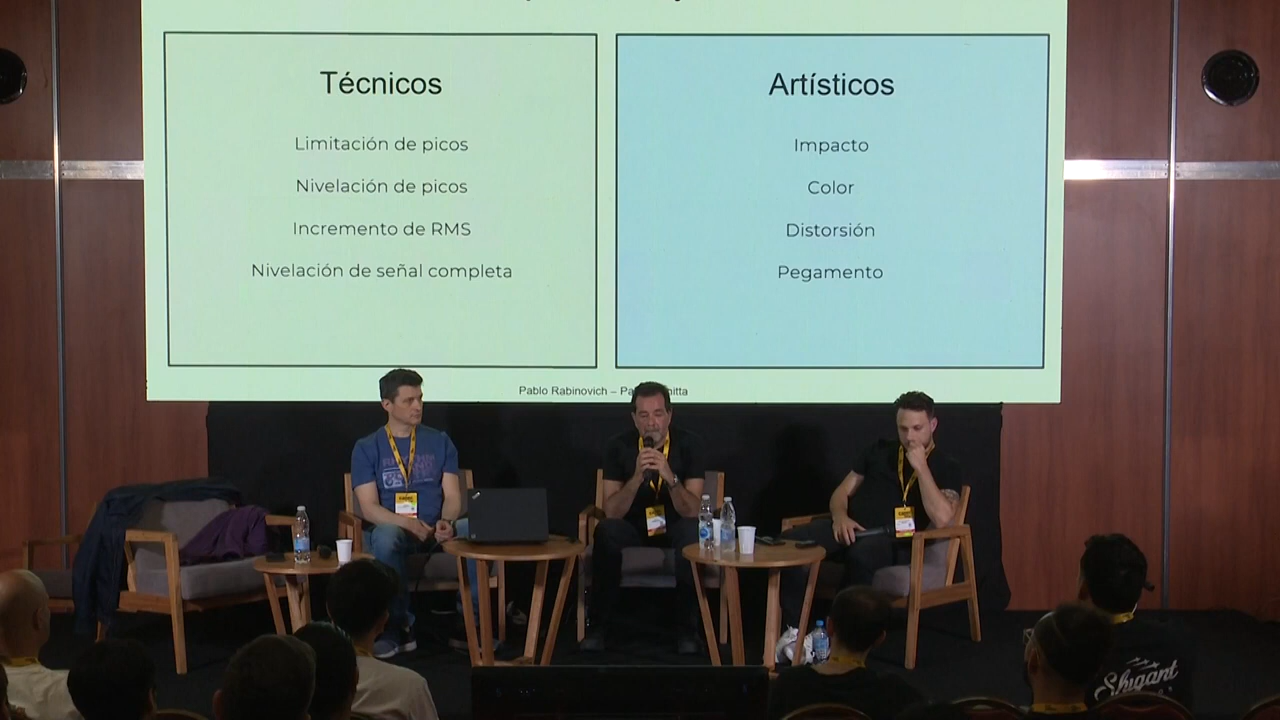 Técnicos
Limitación de picos
Nivelación de picos
Incremento de RMS
Nivelación de señal completa
Artísticos
Impacto
Color
Distorsión
Pegamento
Pablo Rabinovich –
Shigant